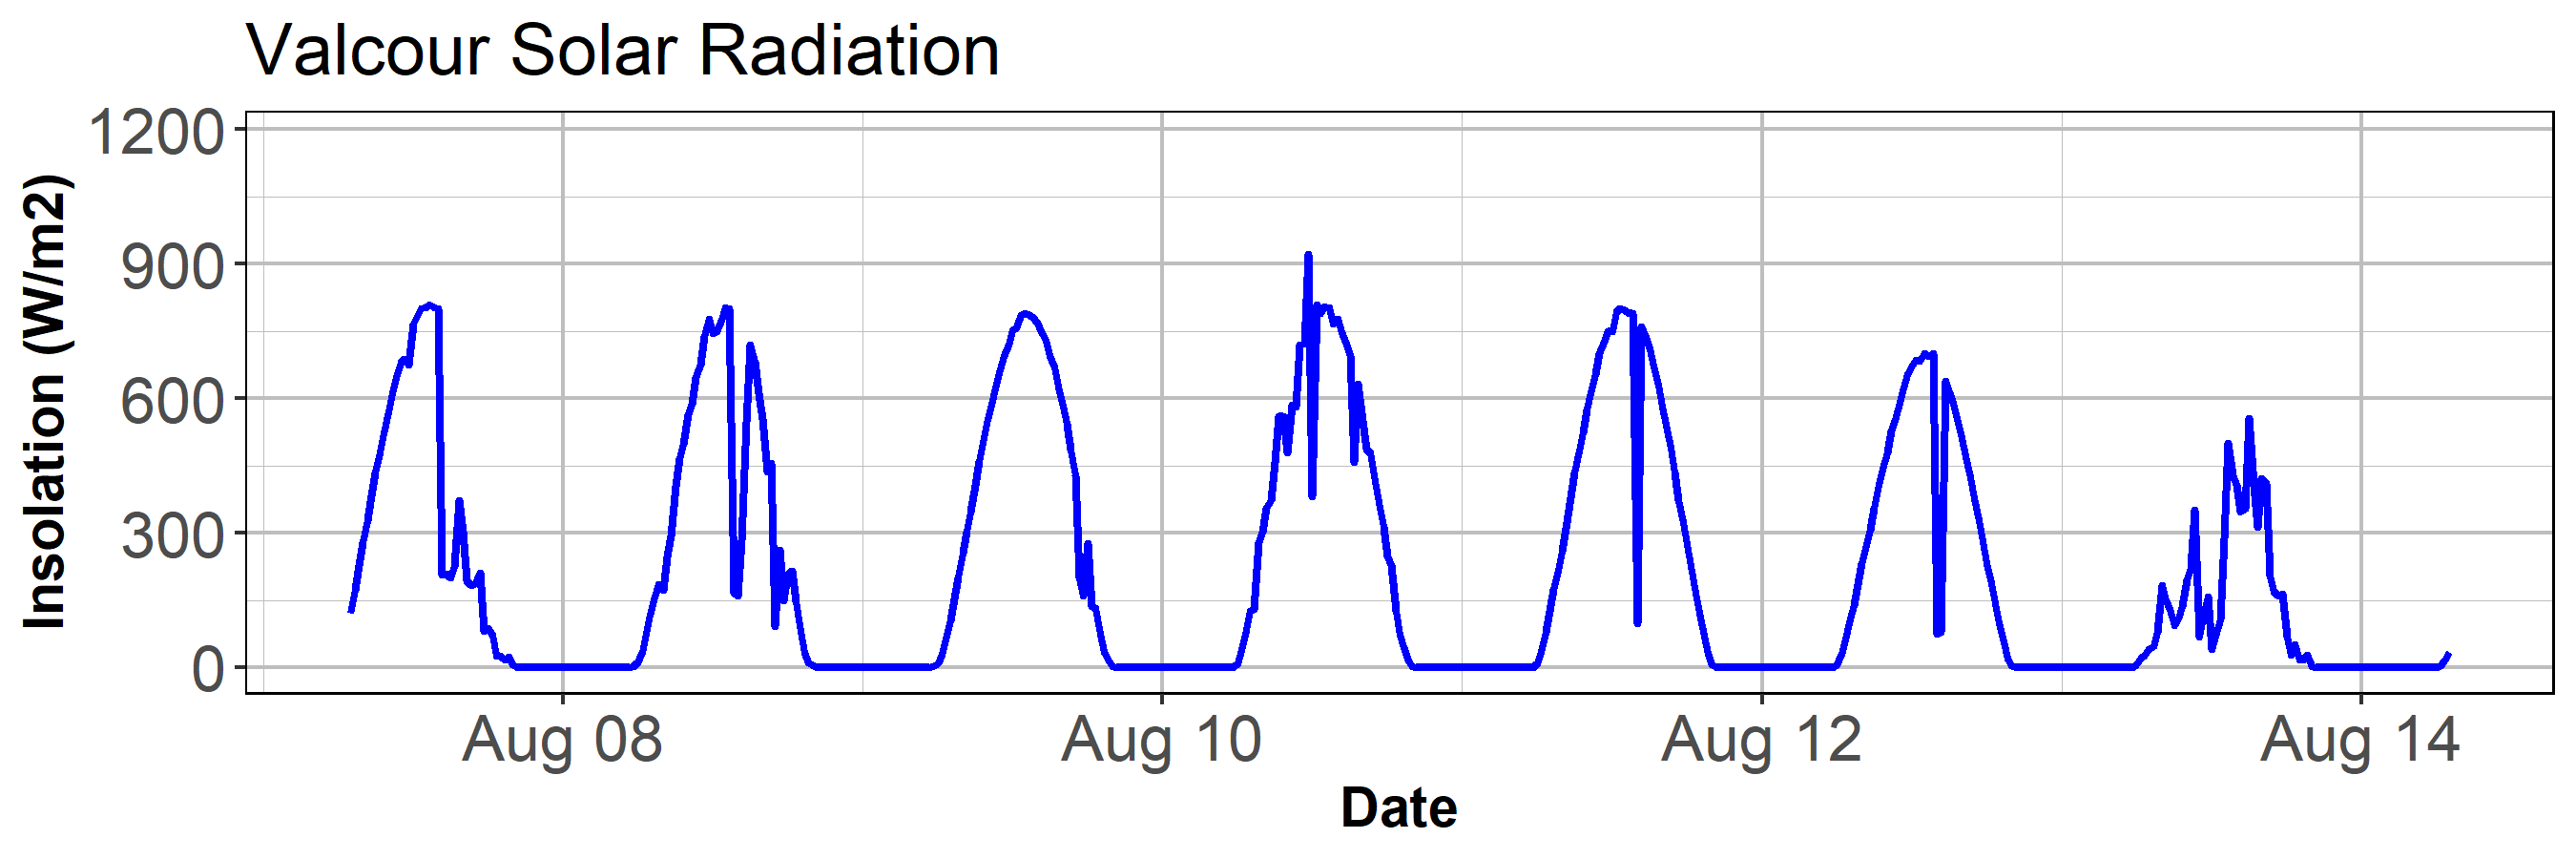 Valcour Solar Radiation
1200
900
600
300
0
Insolation (W/m2)
Aug 08 Aug 10 Aug 12 Aug 14
Date